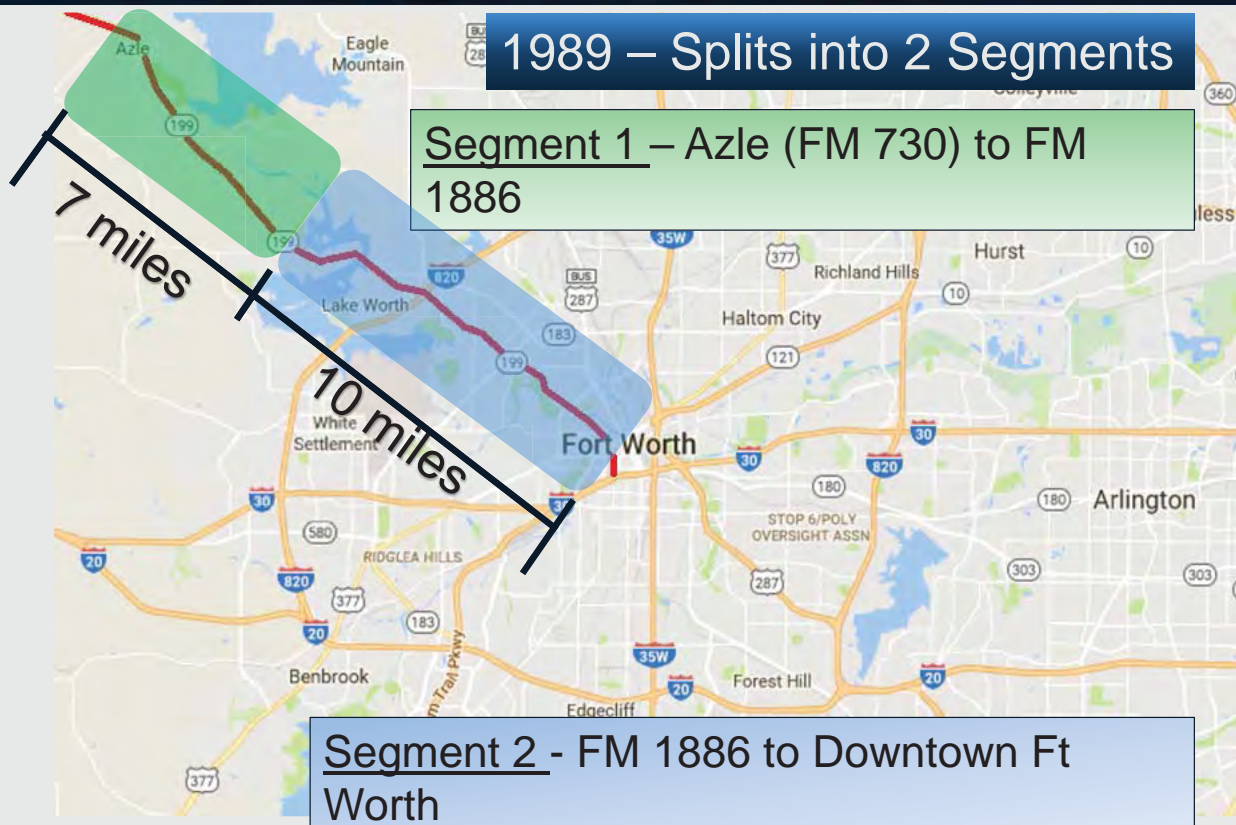 1989 – Splits into 2 Segments
Segment 1 – Azle (FM 730) to FM
1886
Azle
Eagle
Mountain
BUS
360
199
7 miles
199
35W
less
377
Hurst
10
Richland Hills
820
BUS
287
10
Lake Worth
Haltom City
183
199
121
10 miles
White
Settlement
Fort Worth
30
30
820
180
180
Arlington
30
STOP 6/POLY
OVERSIGHT ASSN
580
20
RIDGLEA HILLS
303
303
820
377
287
183
20
35W
Benbrook
m Trail Pkwy
20
Forest Hill
20
Edgecliff
377
Segment 2 - FM 1886 to Downtown Ft
Worth